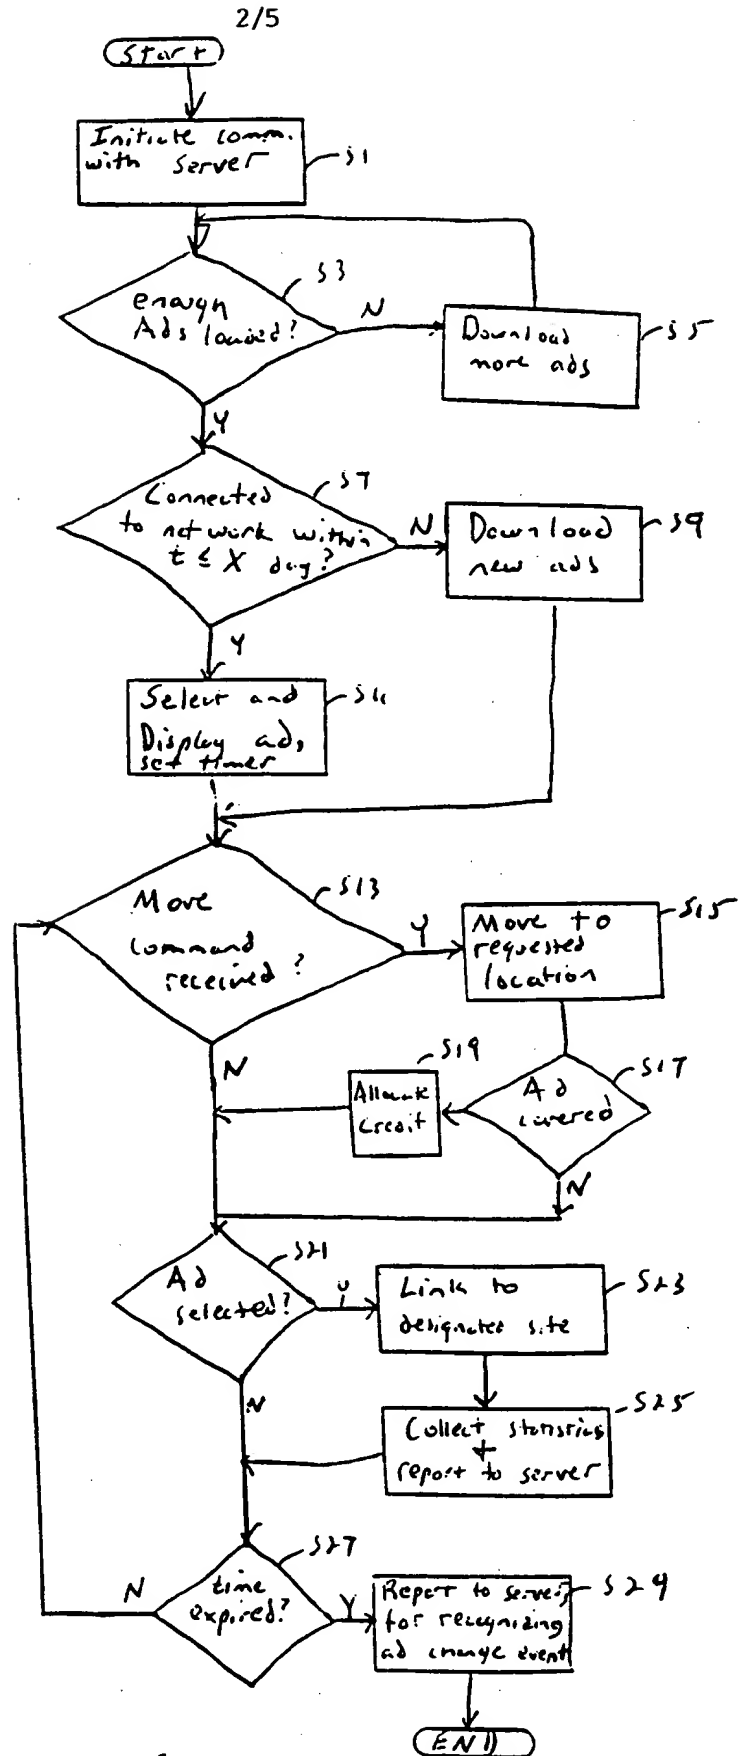 2/5
Start
Initiate comm.
with server
S1
enough
Ads loaded?
S3
N
Download
more ads
S5
Y
Connected
to network within
t ≤ X day?
S7
N
Download
new ads
S9
Y
Select and
Display ad,
set timer
S11
Move
command
received?
S13
Y
Move to
requested
location
S15
N
Allocate
credit
S19
Ad
covered
S17
N
Ad
selected?
S21
Y
Link to
designated site
S23
N
Collect statistics
+
report to server
S25
time
expired?
S27
N
Y
Report to server
for recognizing
ad change event
S29
END